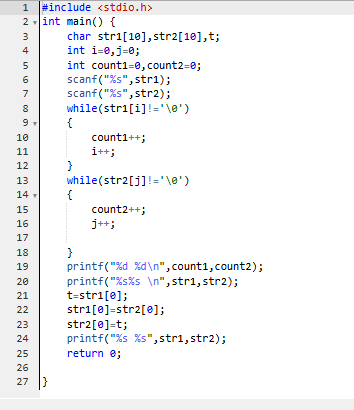 1 #include <stdio.h>
2 int main() {
3 char str1[10],str2[10],t;
4 int i=0,j=0;
5 int count1=0,count2=0;
6 scanf("%s",str1);
7 scanf("%s",str2);
8 while(str1[i]!='\0')
9 {
10 count1++;
11 i++;
12 }
13 while(str2[j]!='\0')
14 {
15 count2++;
16 j++;
17
18 }
19 printf("%d %d\n",count1,count2);
20 printf("%s%s \n",str1,str2);
21 t=str1[0];
22 str1[0]=str2[0];
23 str2[0]=t;
24 printf("%s %s",str1,str2);
25 return 0;
26
27 }